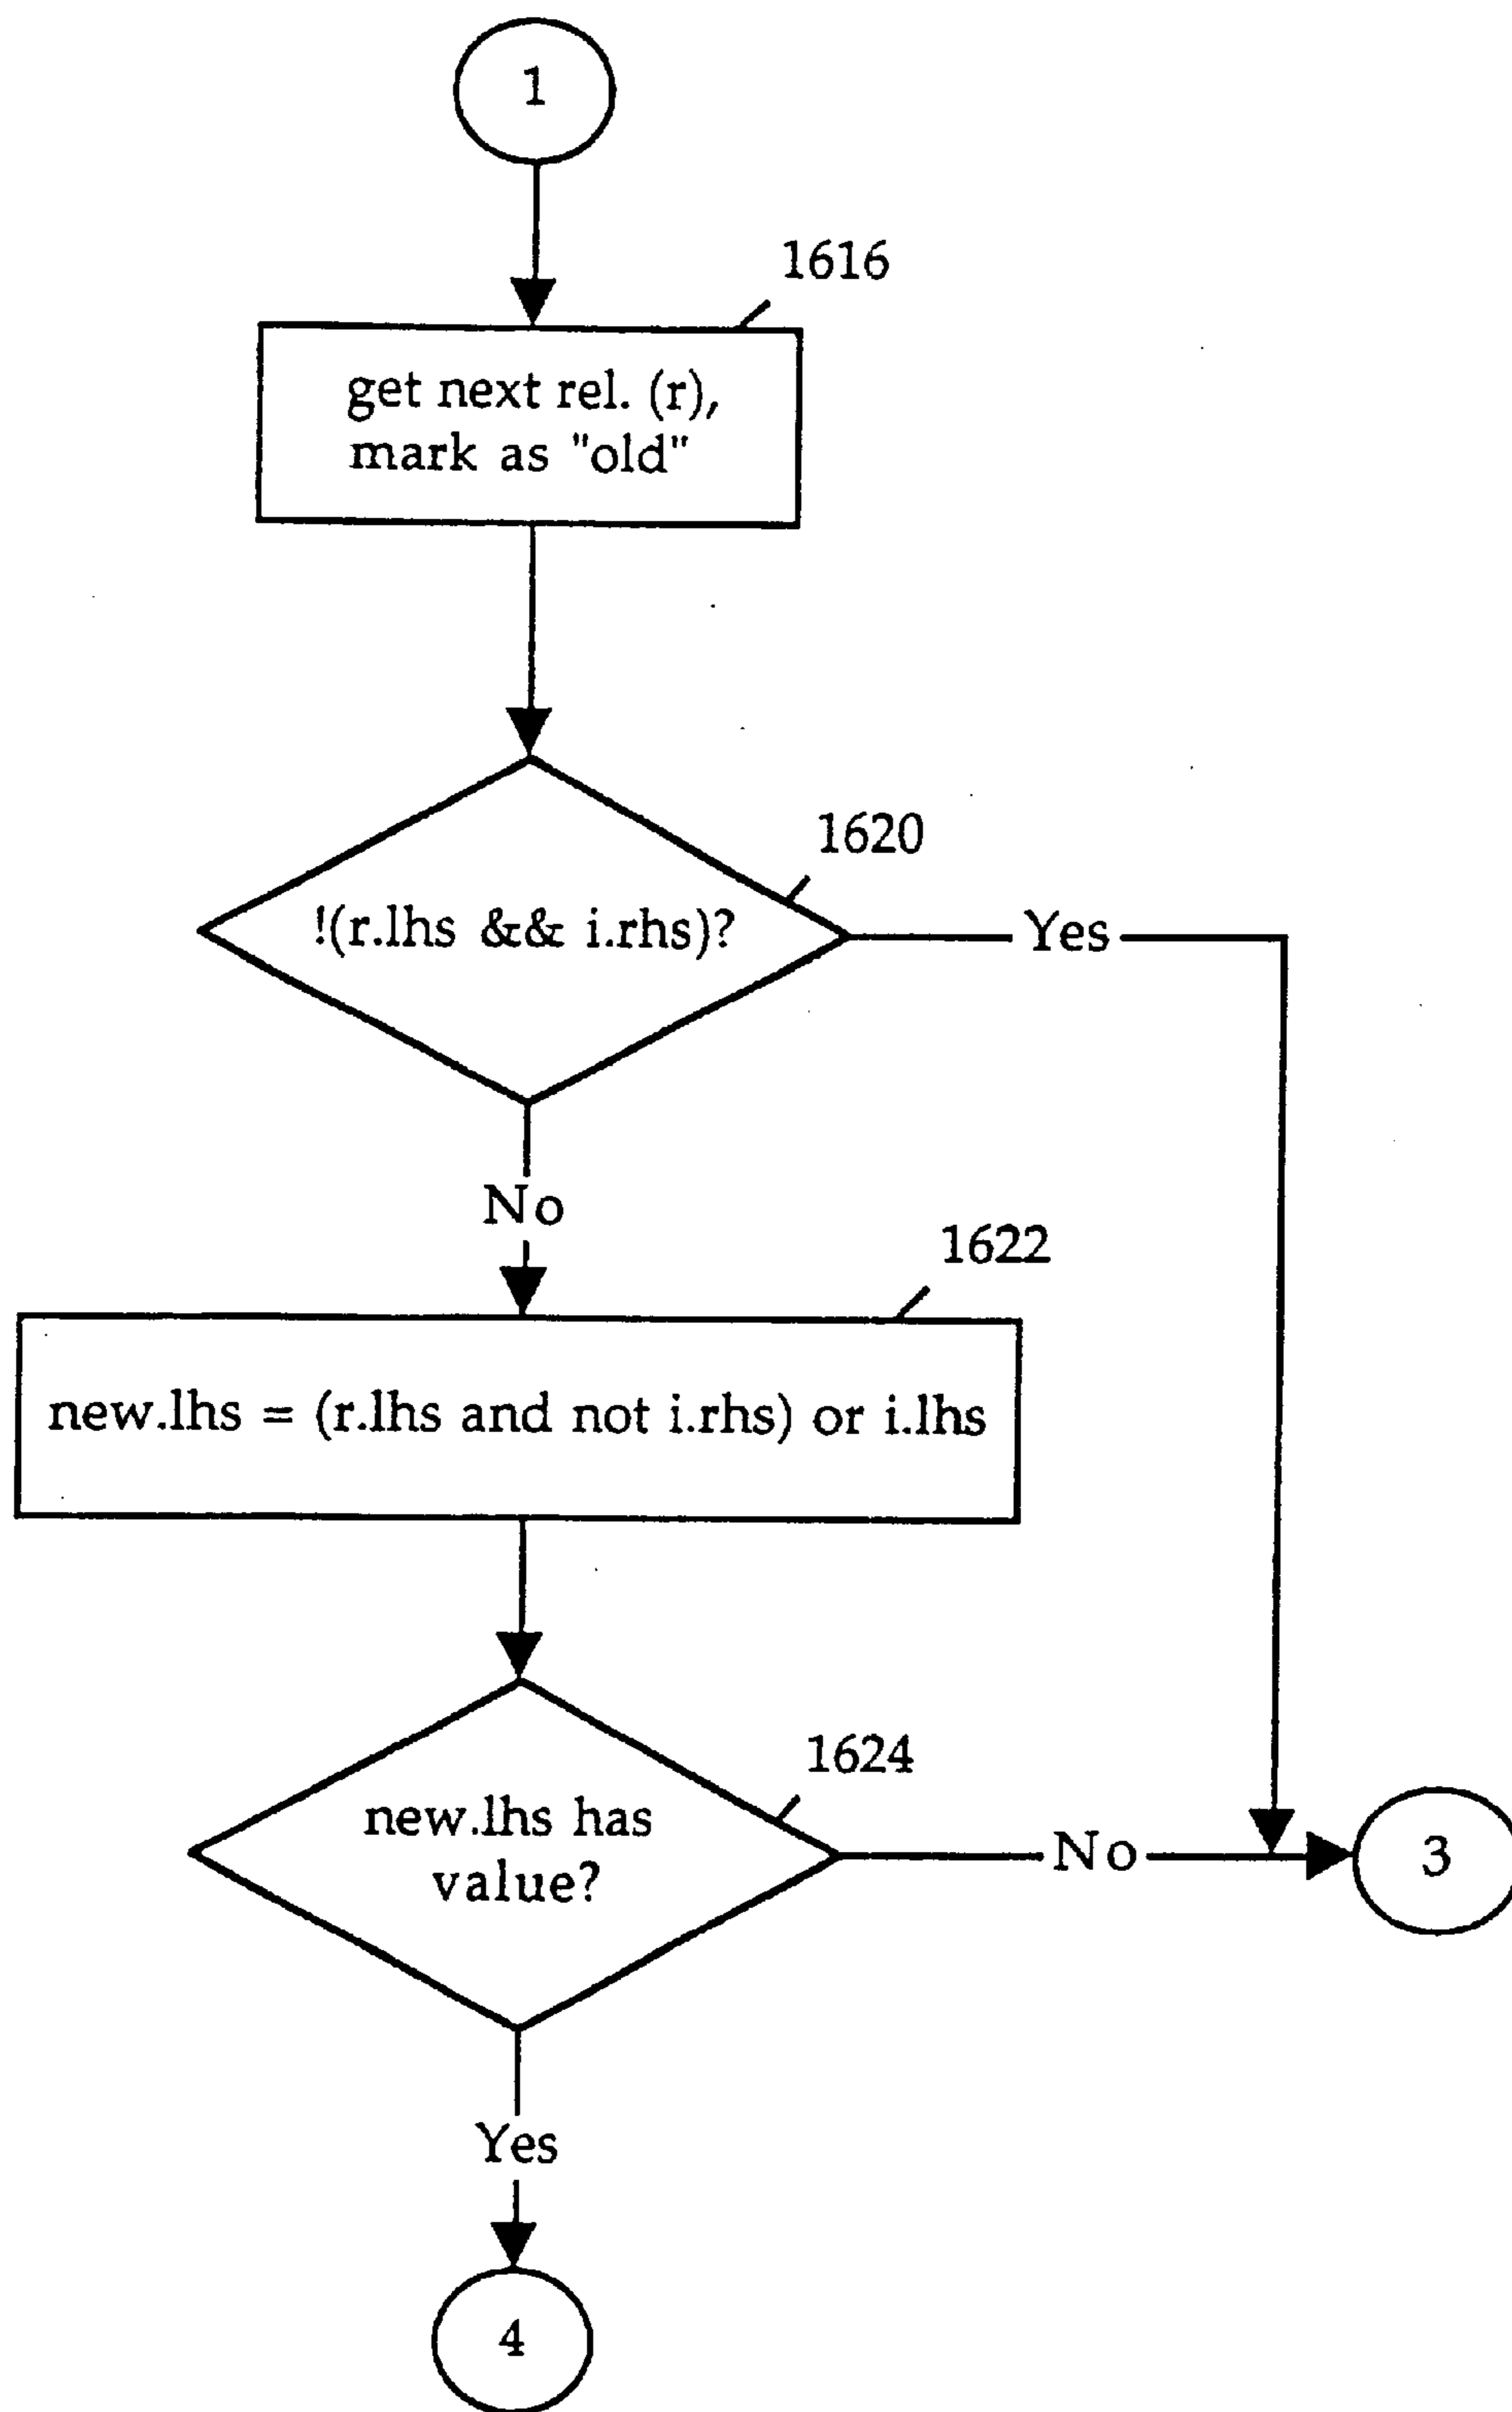 1
1616
get next rel. (r),
mark as "old"
1620
!(r.lhs && i.rhs)?
Yes
No
1622
new.lhs = (r.lhs and not i.rhs) or i.lhs
1624
new.lhs has
value?
No
3
Yes
4